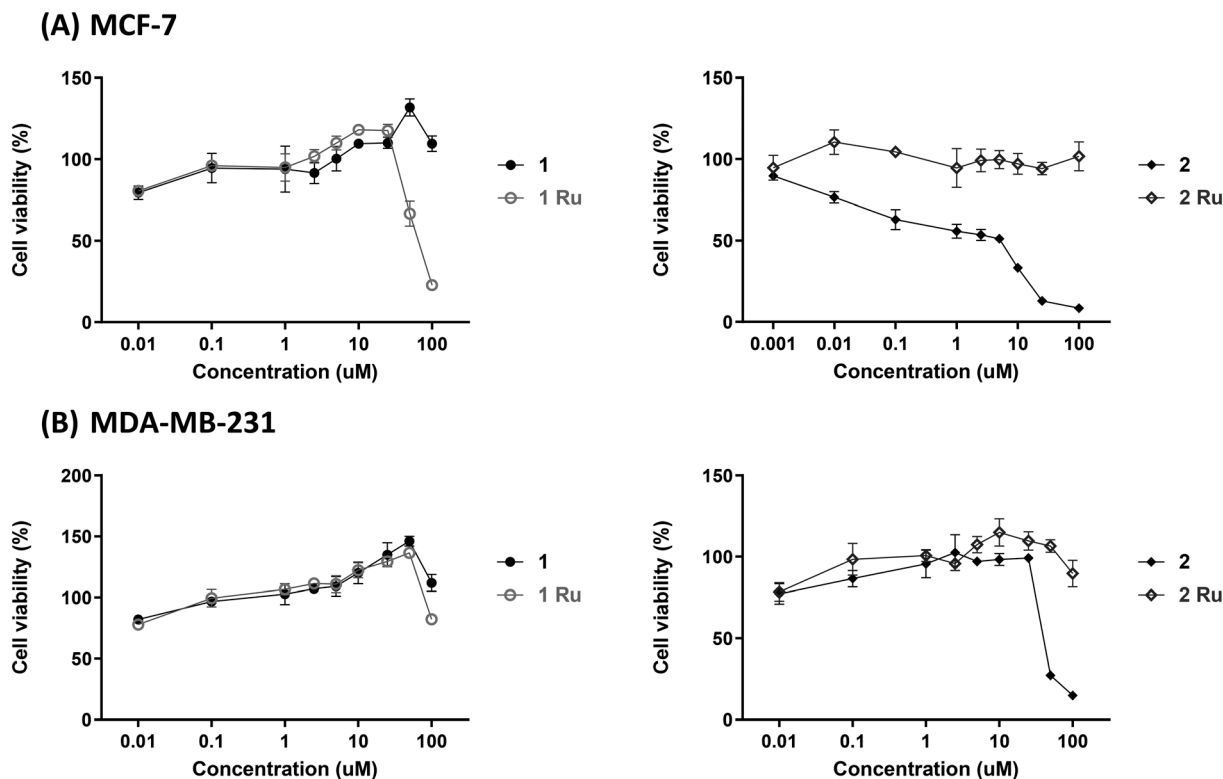 (A) MCF-7
Cell viability (%)
150
100
50
0
0.01 0.1 1 10 100
Concentration (uM)
1
1 Ru
Cell viability (%)
150
100
50
0
0.001 0.01 0.1 1 10 100
Concentration (uM)
2
2 Ru
(B) MDA-MB-231
Cell viability (%)
200
150
100
50
0
0.01 0.1 1 10 100
Concentration (uM)
1
1 Ru
Cell viability (%)
150
100
50
0
0.01 0.1 1 10 100
Concentration (uM)
2
2 Ru